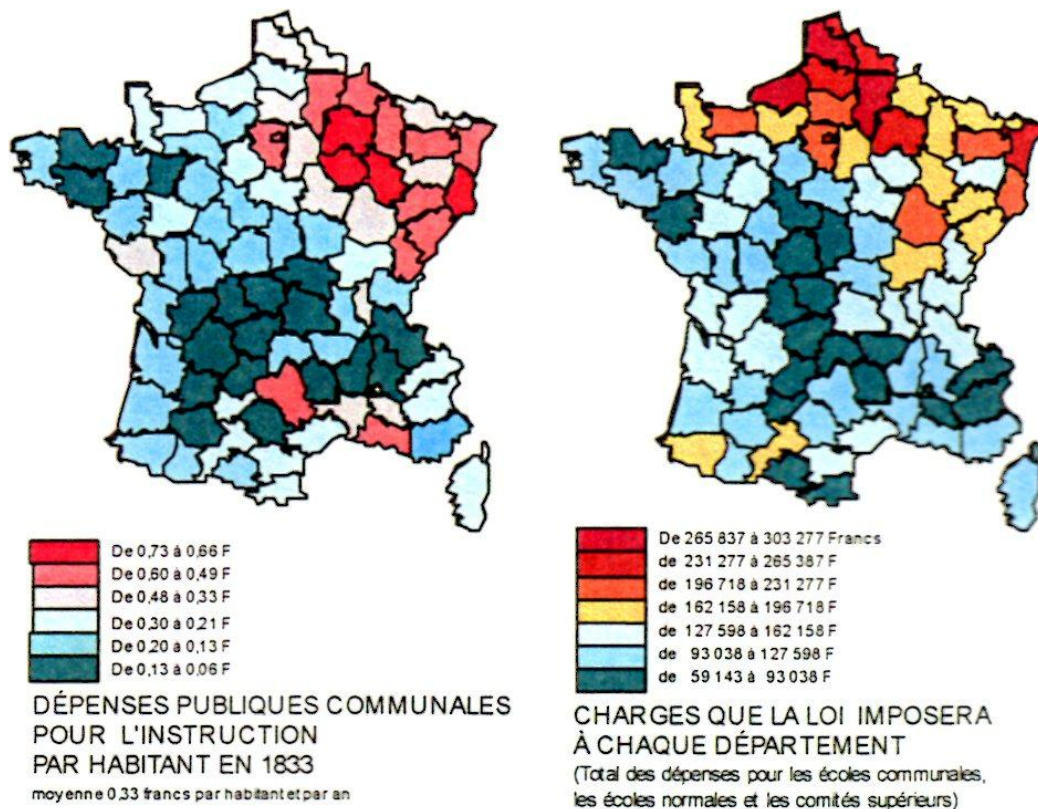 De 0,73 à 0,66 F
De 0,60 à 0,49 F
De 0,48 à 0,33 F
De 0,30 à 0,21 F
De 0,20 à 0,13 F
De 0,13 à 0,06 F
DÉPENSES PUBLIQUES COMMUNALES
POUR L'INSTRUCTION
PAR HABITANT EN 1833
moyenne 0,33 francs par habitant et par an
De 265 837 à 303 277 Francs
de 231 277 à 265 387 F
de 196 718 à 231 277 F
de 162 158 à 196 718 F
de 127 598 à 162 158 F
de 93 038 à 127 598 F
de 59 143 à 93 038 F
CHARGES QUE LA LOI IMPOSERA
À CHAQUE DÉPARTEMENT
(Total des dépenses pour les écoles communales,
les écoles normales et les comités supérieurs)